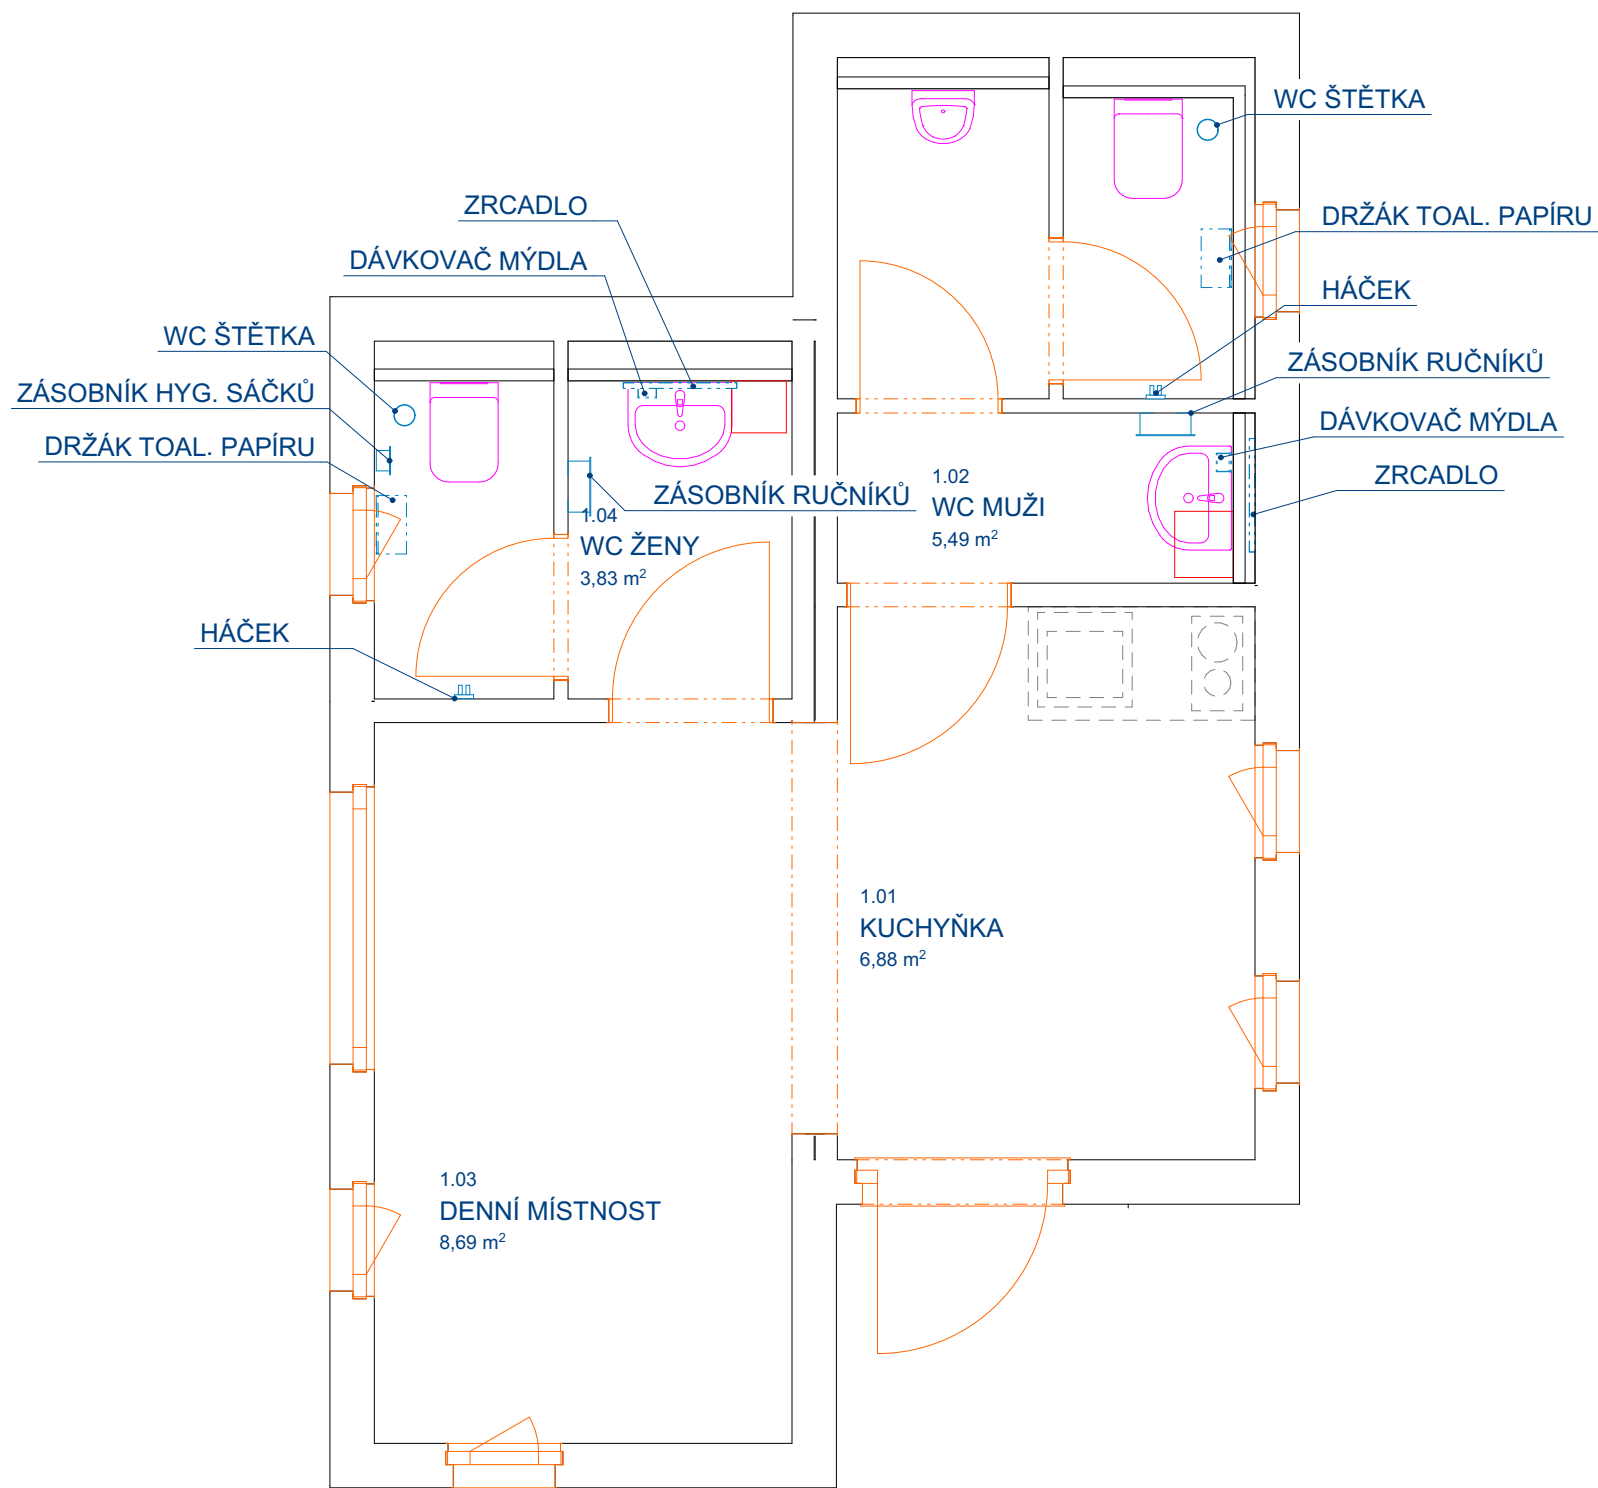 WC ŠTĚTKA
ZRCADLO
DRŽÁK TOAL. PAPÍRU
DÁVKOVAČ MÝDLA
HÁČEK
WC ŠTĚTKA
ZÁSOBNÍK RUČNÍKŮ
ZÁSOBNÍK HYG. SÁČKŮ
DÁVKOVAČ MÝDLA
DRŽÁK TOAL. PAPÍRU
ZRCADLO
ZÁSOBNÍK RUČNÍKŮ
1.02
WC MUŽI
5,49 m²
1.04
WC ŽENY
3,83 m²
HÁČEK
1.01
KUCHYŇKA
6,88 m²
1.03
DENNÍ MÍSTNOST
8,69 m²